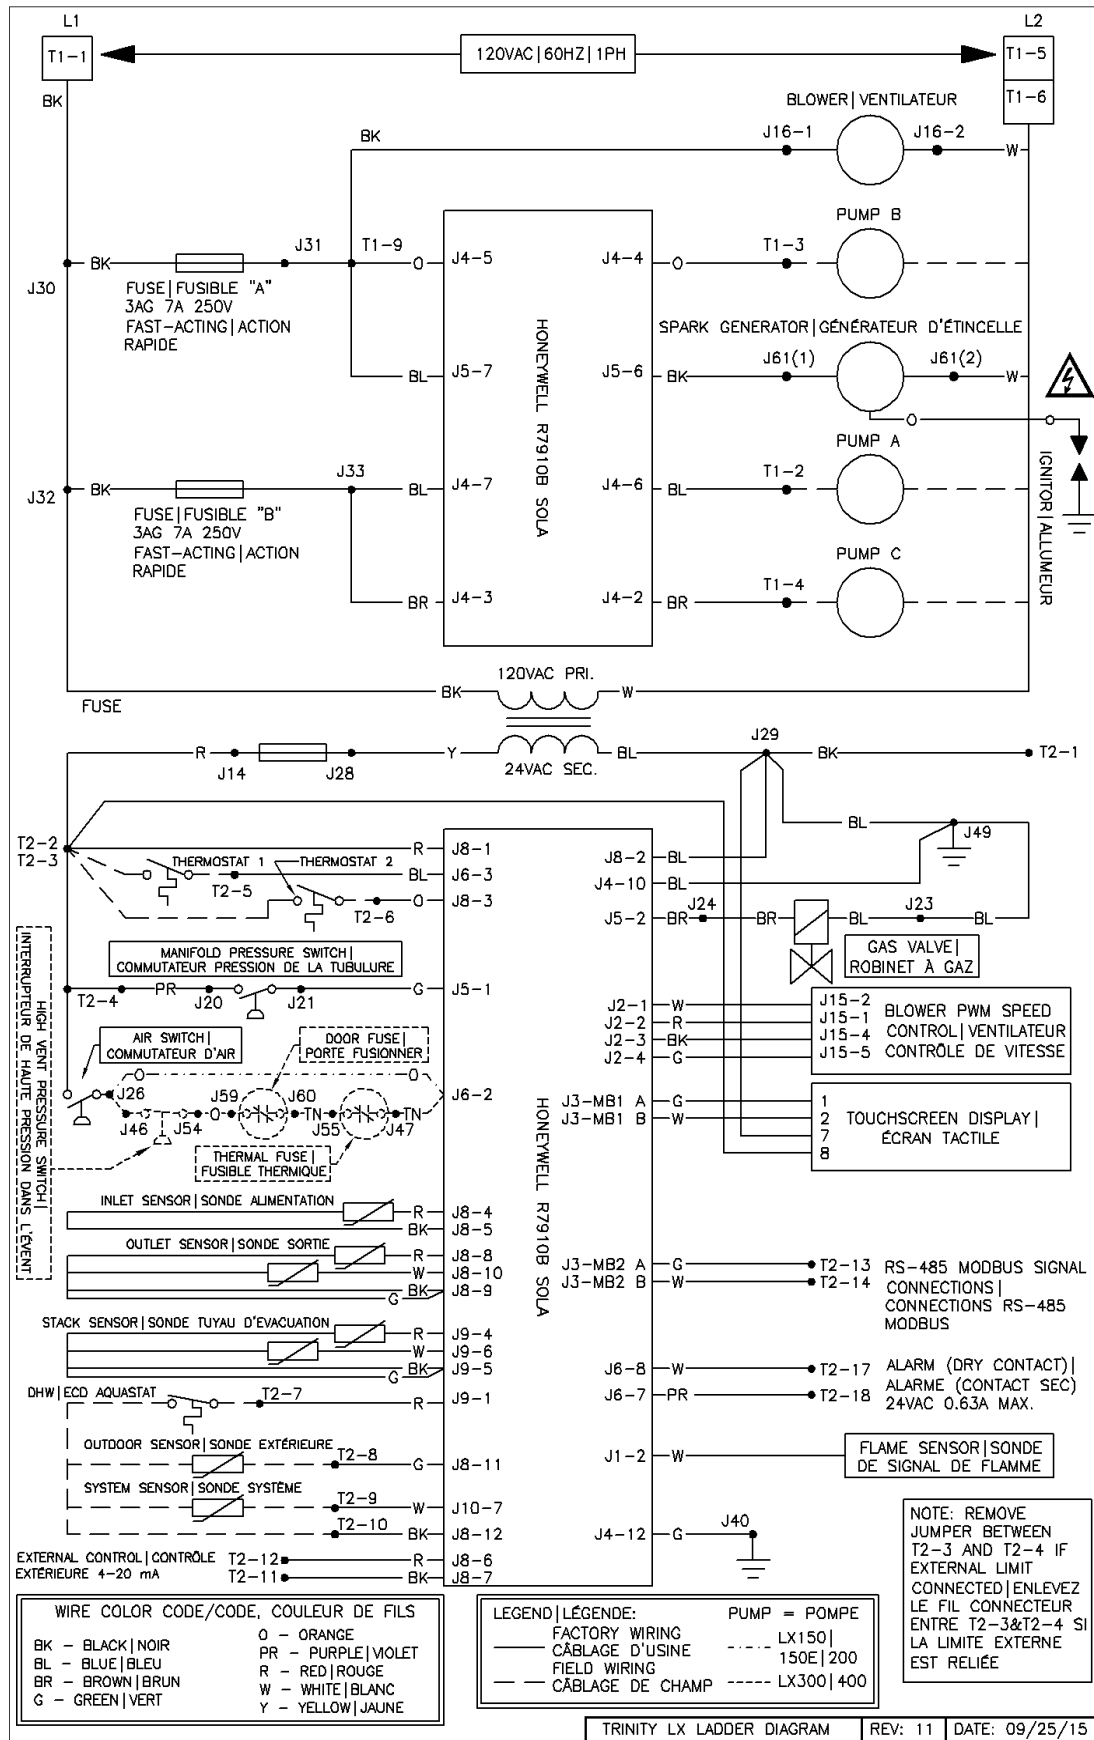 L1
L2
T1-1
120VAC|60HZ|1PH
T1-5
T1-6
BK
BLOWER|VENTILATEUR
BK
J16-1
J16-2
W
PUMP B
J31
T1-9
J4-5
J4-4
T1-3
BK
O
O
J30
FUSE|FUSIBLE "A"
3AG 7A 250V
FAST-ACTING|ACTION
RAPIDE
HONEYWELL R7910B SOLA
SPARK GENERATOR|GÉNÉRATEUR D'ÉTINCELLE
J61(1)
J61(2)
BL
J5-7
J5-6
BK
W
O
PUMP A
IGNITOR|ALLUMEUR
J33
T1-2
J32
BK
BL
J4-7
J4-6
BL
FUSE|FUSIBLE "B"
3AG 7A 250V
FAST-ACTING|ACTION
RAPIDE
PUMP C
T1-4
BR
J4-3
J4-2
BR
120VAC PRI.
BK
W
FUSE
J29
R
Y
BL
BK
T2-1
J14
J28
24VAC SEC.
BL
J49
T2-2
T2-3
R
J8-1
J8-2
BL
THERMOSTAT 1
THERMOSTAT 2
BL
J6-3
T2-5
J4-10
BL
O
J8-3
T2-6
J24
J23
J5-2
BR
BR
BL
BL
MANIFOLD PRESSURE SWITCH|
COMMUTATEUR PRESSION DE LA TUBULURE
GAS VALVE|
ROBINET À GAZ
HIGH VENT PRESSURE SWITCH|
INTERRUPTEUR DE HAUTE PRESSION DANS L'ÉVENT
T2-4
PR
J20
J21
G
J5-1
J2-1
W
J15-2
J2-2
R
J15-1
J2-3
BK
J15-4
J2-4
G
J15-5
BLOWER PWM SPEED
CONTROL|VENTILATEUR
CONTRÔLE DE VITESSE
AIR SWITCH|
COMMUTATEUR D'AIR
DOOR FUSE|
PORTE FUSIONNER
O
J26
J59
J60
J6-2
J46
J54
O
TN
J55
J47
TN
THERMAL FUSE|
FUSIBLE THERMIQUE
HONEYWELL R7910B SOLA
J3-MB1 A
G
1
J3-MB1 B
W
2
7
8
TOUCHSCREEN DISPLAY|
ÉCRAN TACTILE
INLET SENSOR|SONDE ALIMENTATION
R
J8-4
BK
J8-5
OUTLET SENSOR|SONDE SORTIE
R
J8-8
W
J8-10
BK
J8-9
G
J3-MB2 A
G
T2-13
J3-MB2 B
W
T2-14
RS-485 MODBUS SIGNAL
CONNECTIONS|
CONNECTIONS RS-485
MODBUS
STACK SENSOR|SONDE TUYAU D'ÉVACUATION
R
J9-4
W
J9-6
BK
J9-5
G
J6-8
W
T2-17
J6-7
PR
T2-18
ALARM (DRY CONTACT)|
ALARME (CONTACT SEC)
24VAC 0.63A MAX.
DHW|ECD AQUASTAT
T2-7
R
J9-1
OUTDOOR SENSOR|SONDE EXTÉRIEURE
T2-8
G
J8-11
J1-2
W
FLAME SENSOR|SONDE
DE SIGNAL DE FLAMME
SYSTEM SENSOR|SONDE SYSTÈME
T2-9
W
J10-7
T2-10
BK
J8-12
J4-12
G
J40
EXTERNAL CONTROL|CONTRÔLE
EXTÉRIEURE 4-20 mA
T2-12
R
J8-6
T2-11
BK
J8-7
NOTE: REMOVE
JUMPER BETWEEN
T2-3 AND T2-4 IF
EXTERNAL LIMIT
CONNECTED|ENLEVEZ
LE FIL CONNECTEUR
ENTRE T2-3&T2-4 SI
LA LIMITE EXTERNE
EST RELIÉE
WIRE COLOR CODE/CODE, COULEUR DE FILS
BK - BLACK|NOIR
BL - BLUE|BLEU
BR - BROWN|BRUN
G - GREEN|VERT
O - ORANGE
PR - PURPLE|VIOLET
R - RED|ROUGE
W - WHITE|BLANC
Y - YELLOW|JAUNE
LEGEND|LÉGENDE:
PUMP = POMPE
FACTORY WIRING
CÂBLAGE D'USINE
FIELD WIRING
CÂBLAGE DE CHAMP
LX150|
150E|200
LX300|400
TRINITY LX LADDER DIAGRAM
REV: 11
DATE: 09/25/15